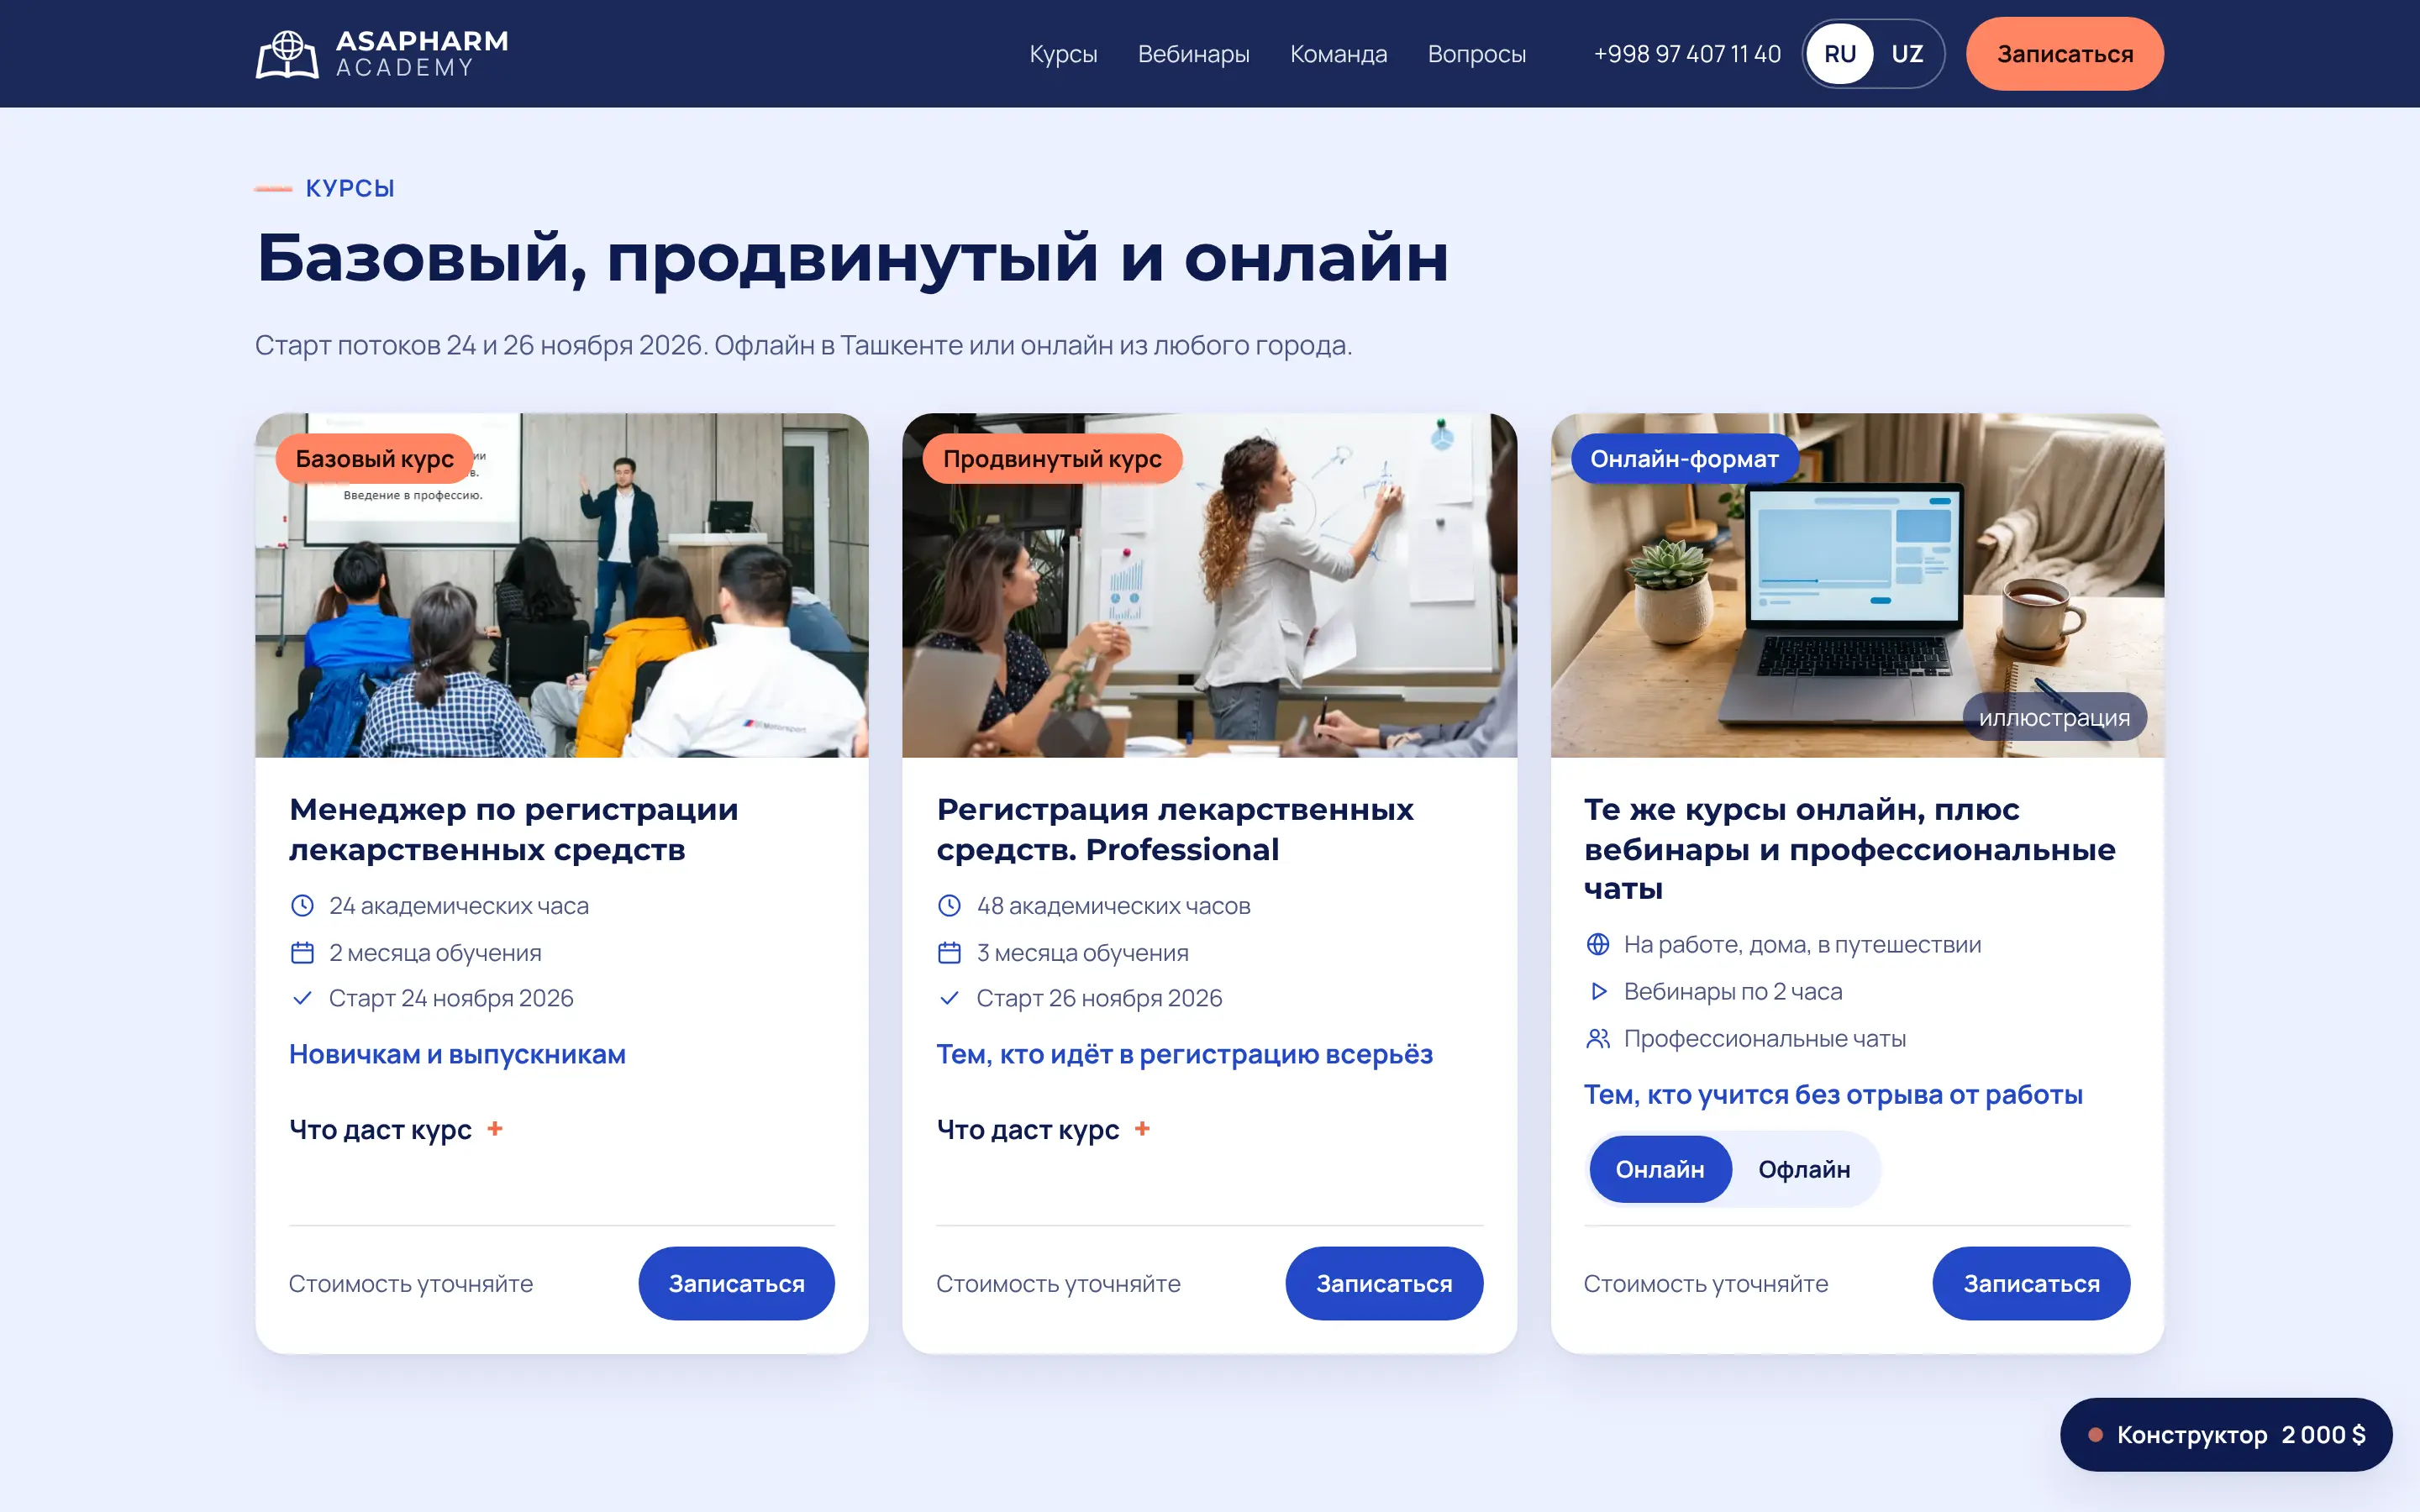 ASAPHARM
ACADEMY
Курсы
Вебинары
Команда
Вопросы
+998 97 407 11 40
RU
UZ
Записаться
КУРСЫ
Базовый, продвинутый и онлайн
Старт потоков 24 и 26 ноября 2026. Офлайн в Ташкенте или онлайн из любого города.
Базовый курс
Введение в профессию.
Менеджер по регистрации
лекарственных средств
24 академических часа
2 месяца обучения
Старт 24 ноября 2026
Новичкам и выпускникам
Что даст курс +
Стоимость уточняйте
Записаться
Продвинутый курс
Регистрация лекарственных
средств. Professional
48 академических часов
3 месяца обучения
Старт 26 ноября 2026
Тем, кто идёт в регистрацию всерьёз
Что даст курс +
Стоимость уточняйте
Записаться
Онлайн-формат
иллюстрация
Те же курсы онлайн, плюс
вебинары и профессиональные
чаты
На работе, дома, в путешествии
Вебинары по 2 часа
Профессиональные чаты
Тем, кто учится без отрыва от работы
Онлайн
Офлайн
Стоимость уточняйте
Записаться
Конструктор 2 000 $